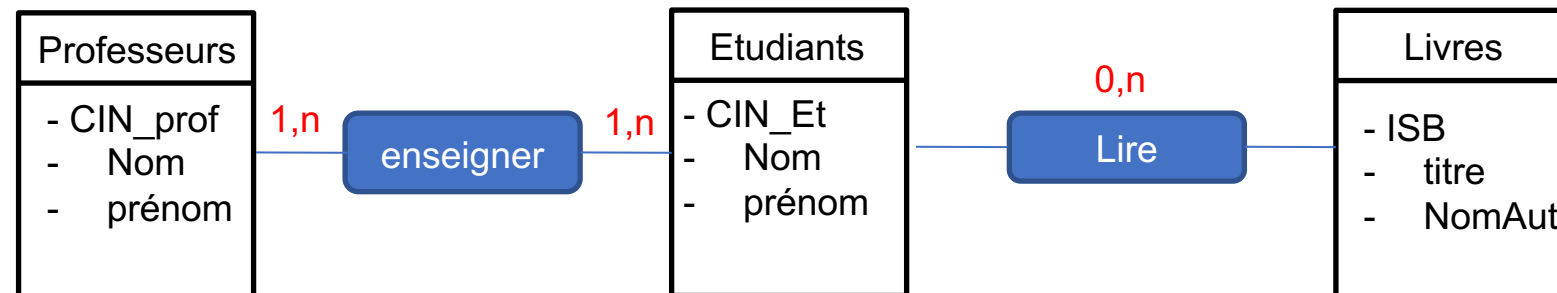 Professeurs
- CIN_prof
- Nom
- prénom
1,n
enseigner
1,n
Etudiants
- CIN_Et
- Nom
- prénom
0,n
Lire
Livres
- ISB
- titre
- NomAut